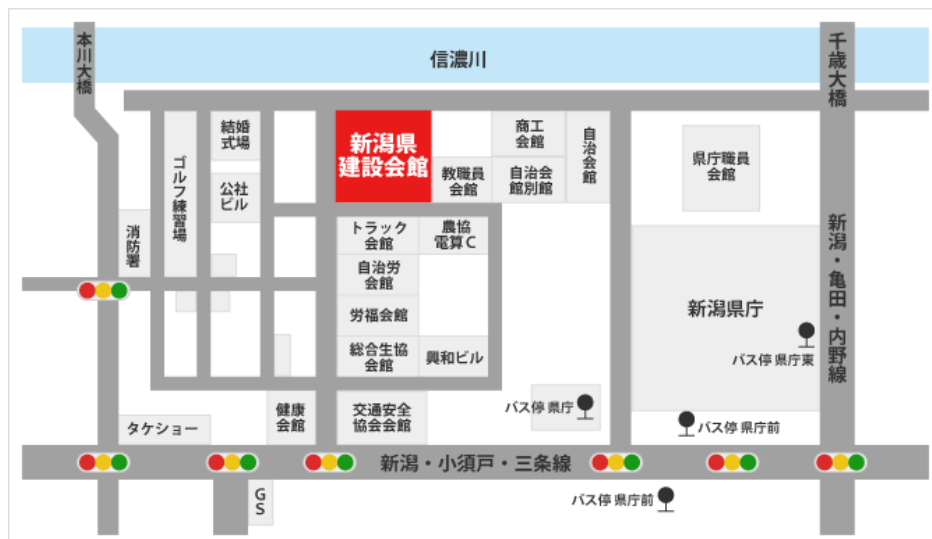 本川大橋
信濃川
千歳大橋
結婚
式場
新潟県
建設会館
商工
会館
自治会館
県庁職員
会館
ゴルフ練習場
公社
ビル
教職員
会館
自治会
館別館
消防署
トラック
会館
農協
電算C
新潟・亀田・内野線
自治労
会館
新潟県庁
労福会館
総合生協
会館
興和ビル
バス停 県庁東
健康
会館
交通安全
協会会館
バス停 県庁
タケショー
バス停 県庁前
新潟・小須戸・三条線
GS
バス停 県庁前